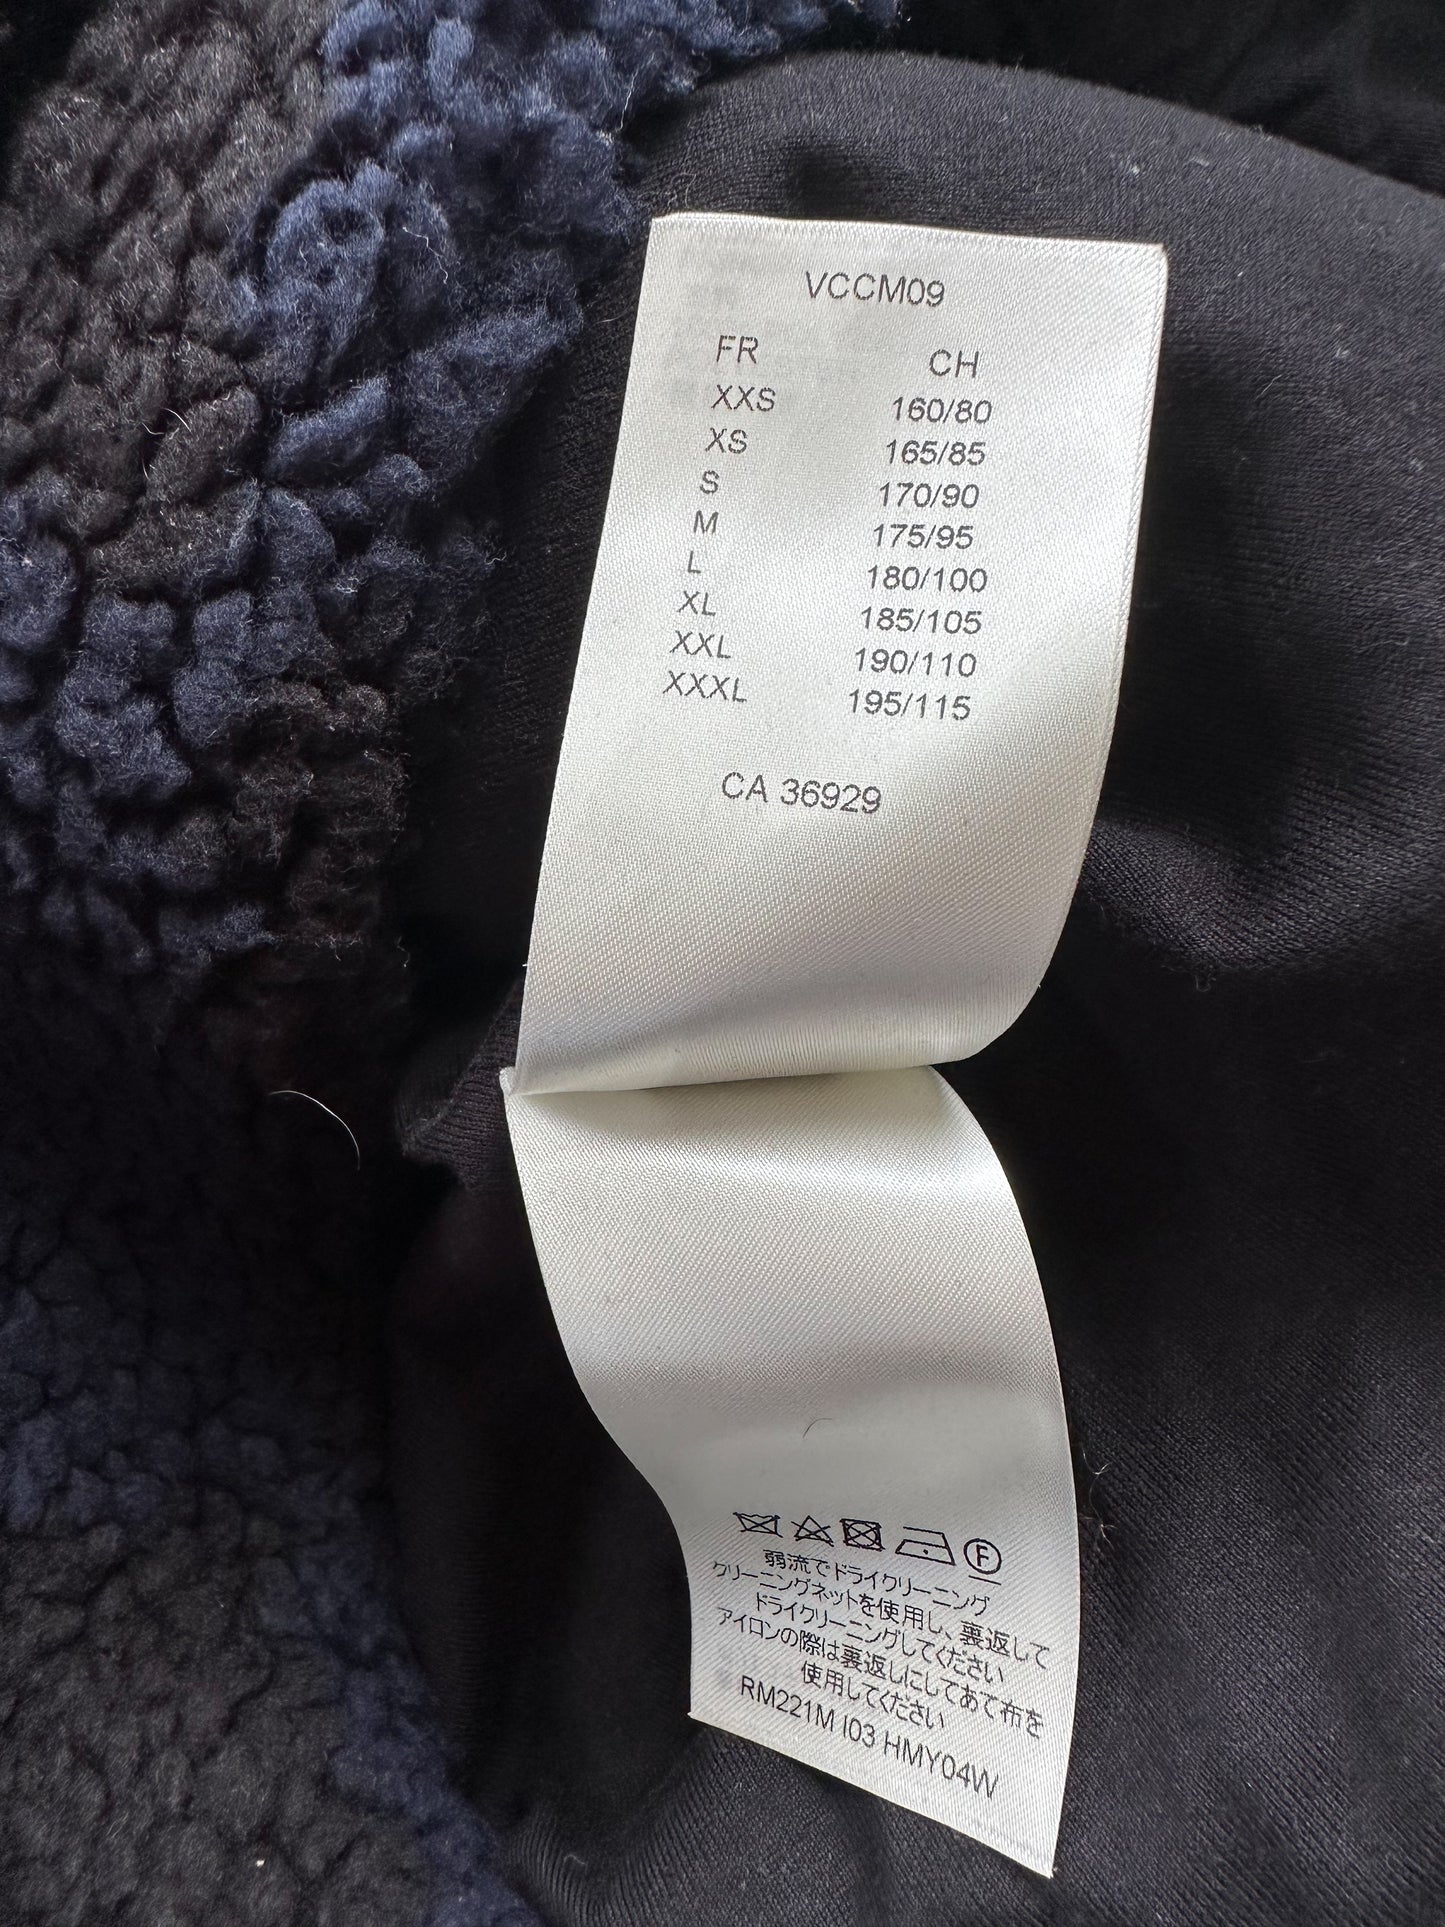 VCCM09
FR CH
XXS 160/80
XS 165/85
S 170/90
M 175/95
L 180/100
XL 185/105
XXL 190/110
XXXL 195/115
CA 36929
F
弱流でドライクリーニング
クリーニングネットを使用し、裏返して
ドライクリーニングしてください
アイロンの際は裏返しにしてあて布を
使用してください
RM221M I03 HMY04W